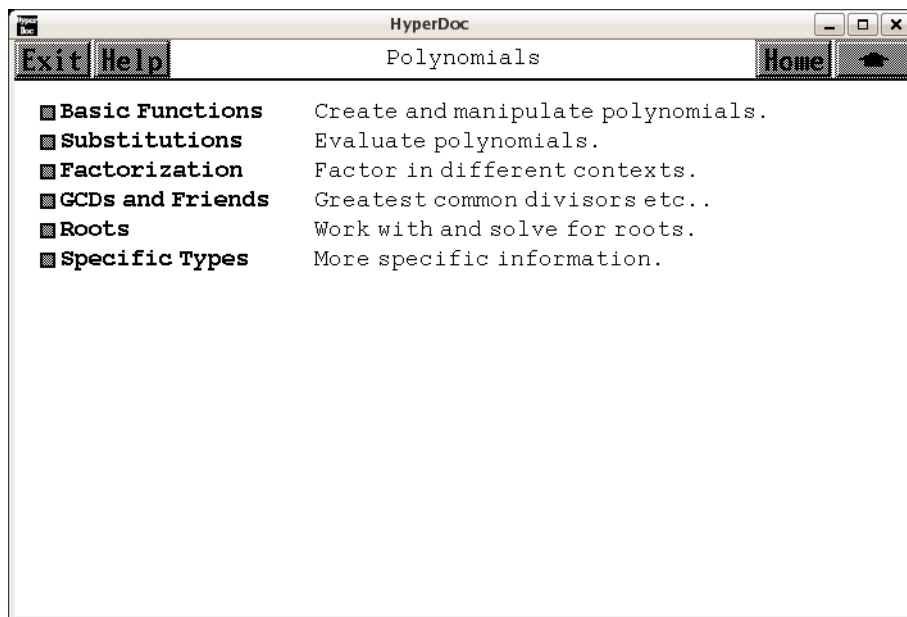 Hyper Doc HyperDoc
Exit Help Polynomials Home
Basic Functions Create and manipulate polynomials.
Substitutions Evaluate polynomials.
Factorization Factor in different contexts.
GCDs and Friends Greatest common divisors etc..
Roots Work with and solve for roots.
Specific Types More specific information.